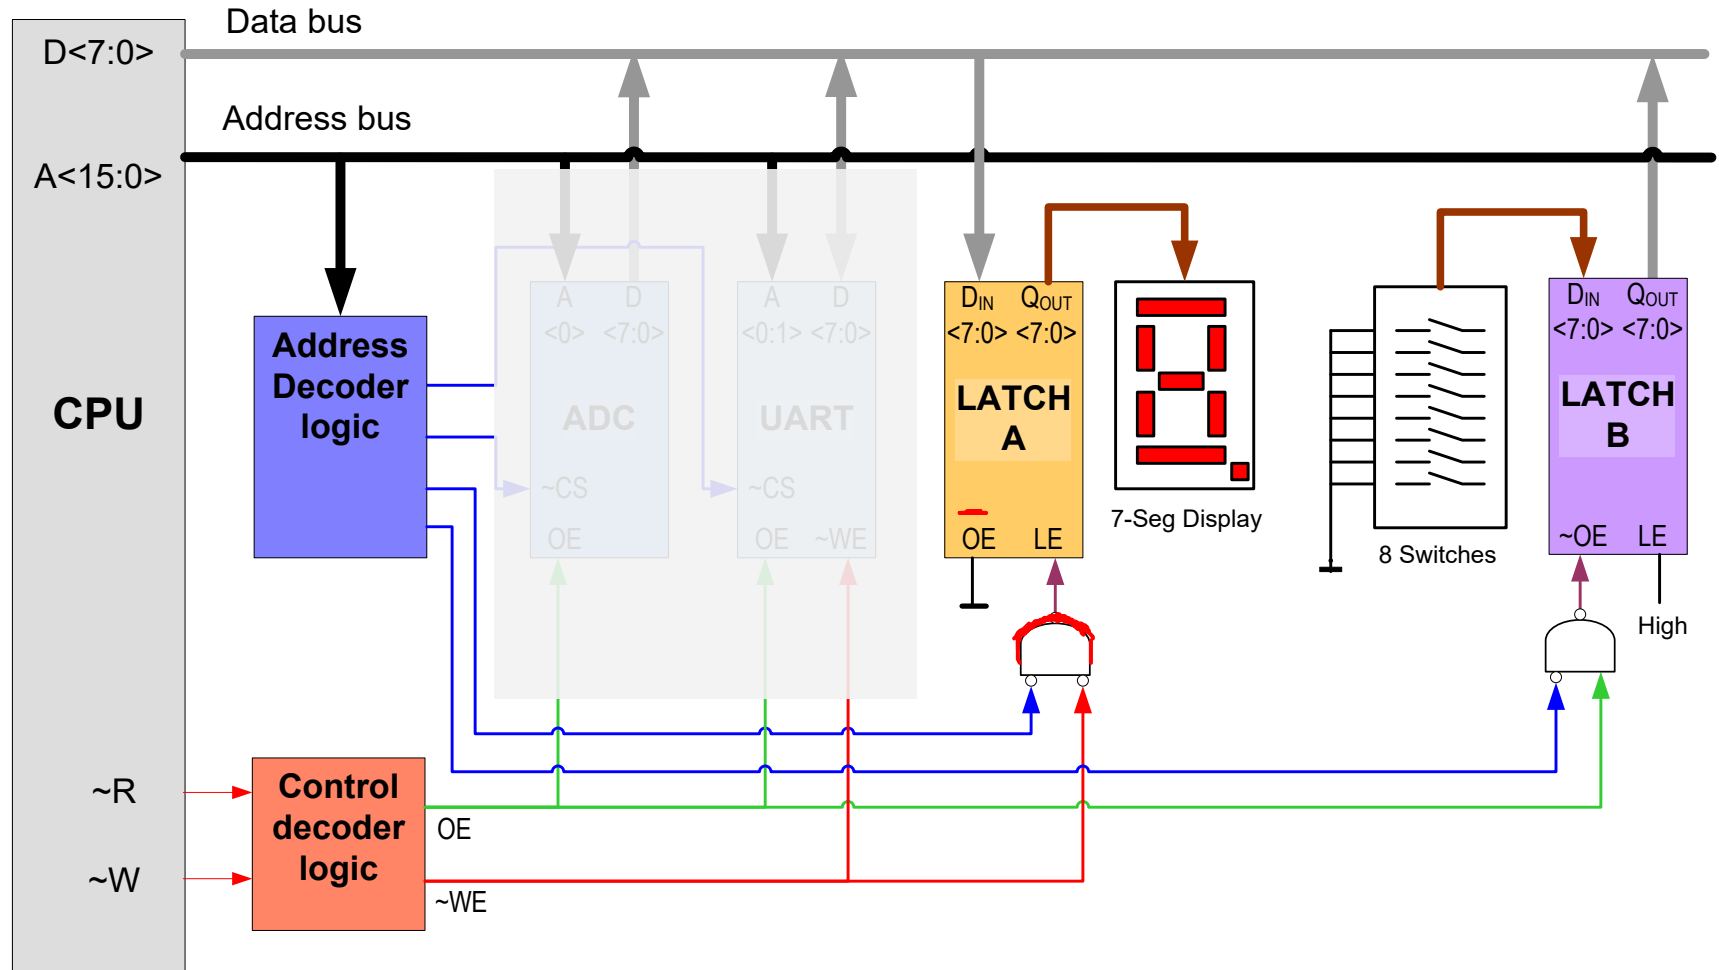 Data bus
D<7:0>
Address bus
A<15:0>
CPU
~R
~W
Address
Decoder
logic
Control
decoder
logic
OE
~WE
A D
<0> <7:0>
ADC
~CS
OE
A D
<0:1> <7:0>
UART
~CS
OE ~WE
DIN QOUT
<7:0> <7:0>
LATCH
A
OE LE
7-Seg Display
8 Switches
DIN QOUT
<7:0> <7:0>
LATCH
B
~OE LE
High